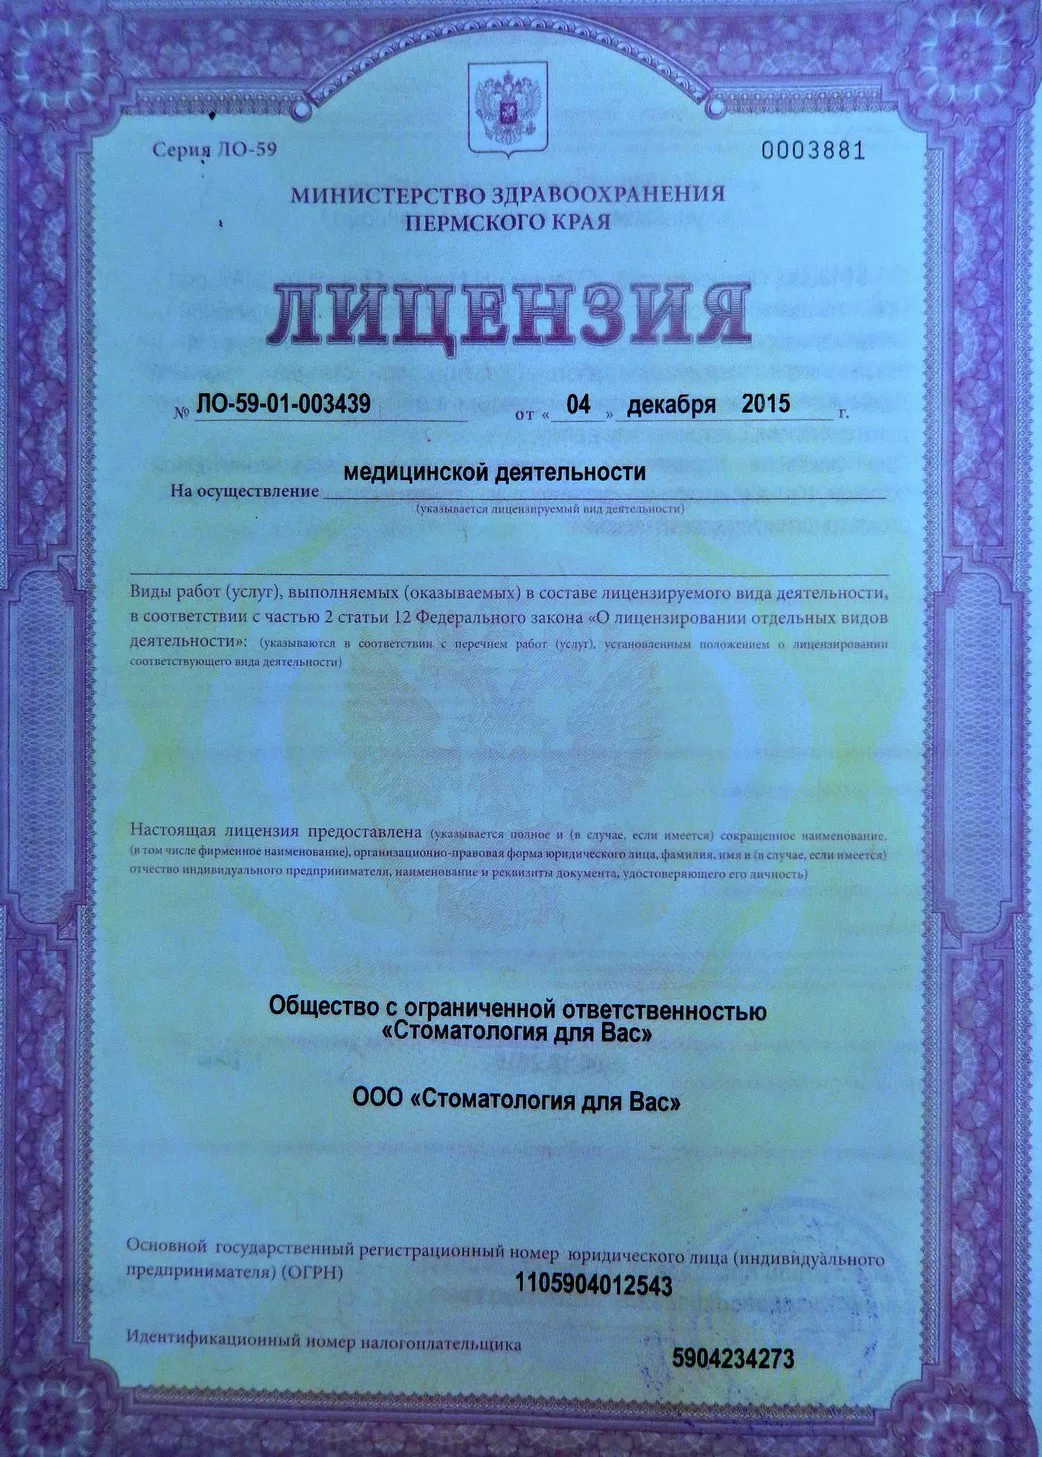 Серия ЛО-59
0003881
МИНИСТЕРСТВО ЗДРАВООХРАНЕНИЯ
ПЕРМСКОГО КРАЯ
ЛИЦЕНЗИЯ
№ ЛО-59-01-003439 от « 04 » декабря 2015 г.
медицинской деятельности
На осуществление
(указывается лицензируемый вид деятельности)
Виды работ (услуг), выполняемых (оказываемых) в составе лицензируемого вида деятельности,
в соответствии с частью 2 статьи 12 Федерального закона «О лицензировании отдельных видов
деятельности»: (указываются в соответствии с перечнем работ (услуг), установленным положением о лицензировании
соответствующего вида деятельности)
Настоящая лицензия предоставлена (указывается полное и (в случае, если имеется) сокращенное наименование,
(в том числе фирменное наименование), организационно-правовая форма юридического лица, фамилия, имя и (в случае, если имеется)
отчество индивидуального предпринимателя, наименование и реквизиты документа, удостоверяющего его личность)
Общество с ограниченной ответственностью
«Стоматология для Вас»
ООО «Стоматология для Вас»
Основной государственный регистрационный номер юридического лица (индивидуального
предпринимателя) (ОГРН)
1105904012543
Идентификационный номер налогоплательщика
5904234273